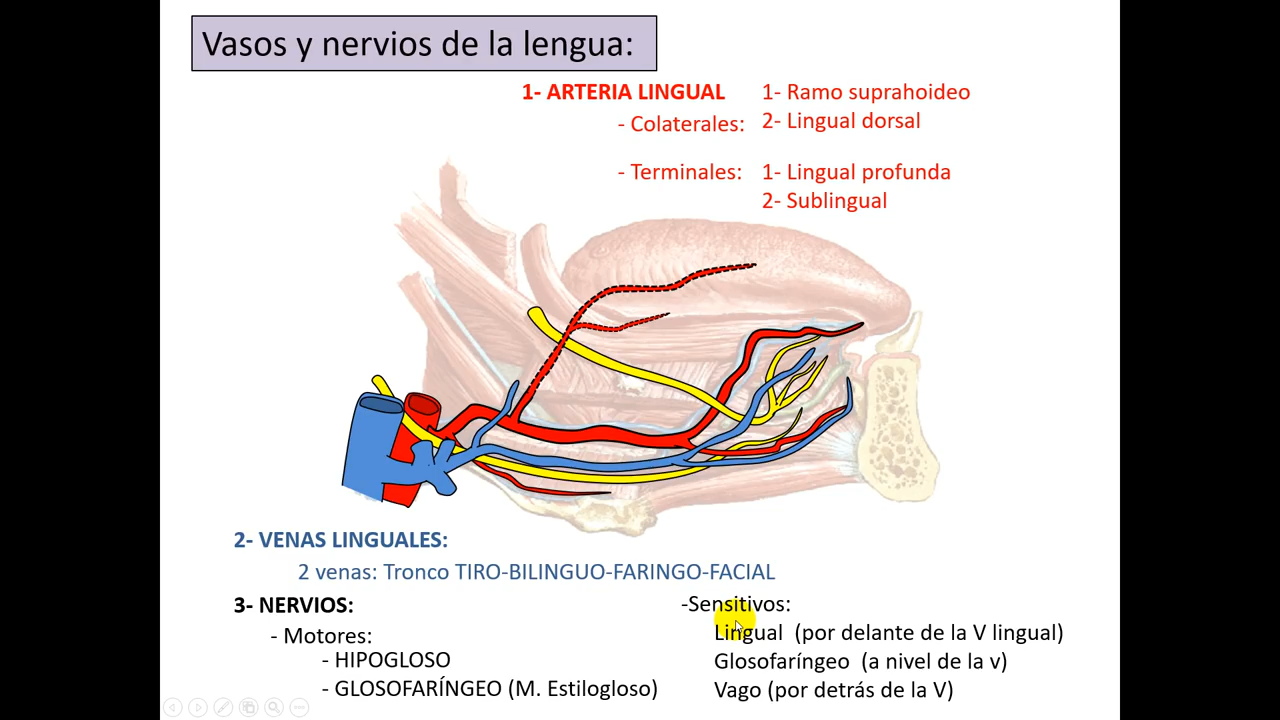 Vasos y nervios de la lengua:
1- ARTERIA LINGUAL
- Colaterales:
1- Ramo suprahoideo
2- Lingual dorsal
- Terminales:
1- Lingual profunda
2- Sublingual
2- VENAS LINGUALES:
2 venas: Tronco TIRO-BILINGUO-FARINGO-FACIAL
3- NERVIOS:
- Motores:
- HIPOGLOSO
- GLOSOFARÍNGEO (M. Estilogloso)
-Sensitivos:
Lingual (por delante de la V lingual)
Glosofaríngeo (a nivel de la v)
Vago (por detrás de la V)